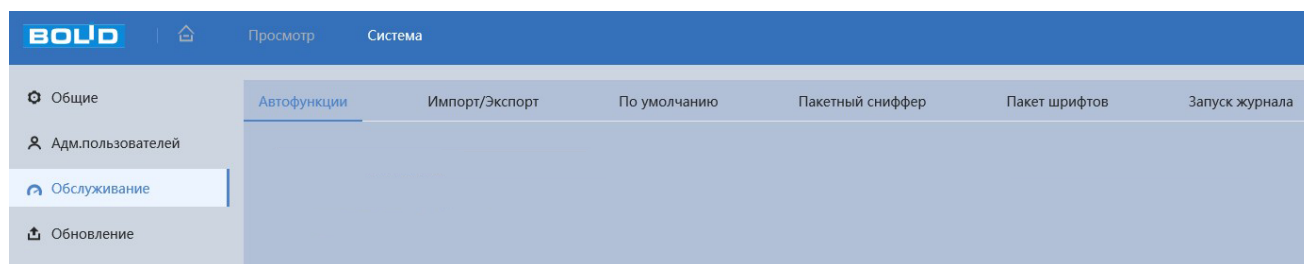 BOLID Просмотр Система
Общие
Автофункции Импорт/Экспорт По умолчанию Пакетный сниффер Пакет шрифтов Запуск журнала
Адм.пользователей
Обслуживание
Обновление